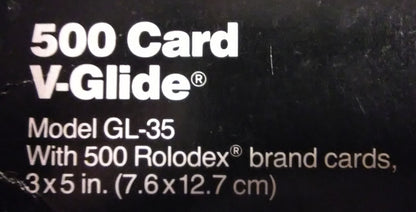 500 Card
V-Glide®
Model GL-35
With 500 Rolodex® brand cards,
3x5 in. (7.6x12.7 cm)